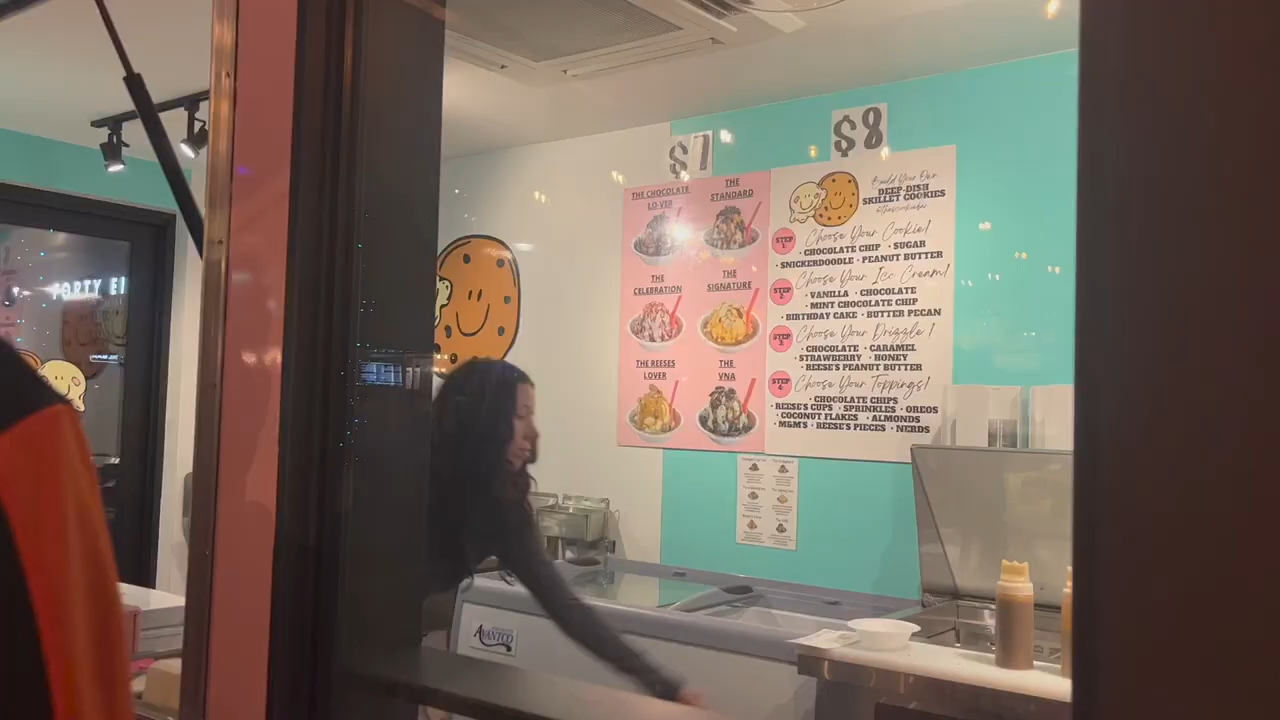 $7
$8
THE CHOCOLATE
LOVER
THE
STANDARD
THE
CELEBRATION
THE
SIGNATURE
THE REESES
LOVER
THE
VNA
Build Your Own
DEEP-DISH
SKILLET COOKIES
STEP
1:
Choose Your Cookie!
• CHOCOLATE CHIP • SUGAR
• SNICKERDOODLE • PEANUT BUTTER
STEP
2:
Choose Your Ice Cream!
• VANILLA • CHOCOLATE
• MINT CHOCOLATE CHIP
• BIRTHDAY CAKE • BUTTER PECAN
STEP
3:
Choose Your Drizzle!
• CHOCOLATE • CARAMEL
• STRAWBERRY • HONEY
• REESE'S PEANUT BUTTER
STEP
4:
Choose Your Toppings!
• CHOCOLATE CHIPS
• REESE'S CUPS • SPRINKLES • OREOS
• COCONUT FLAKES • ALMONDS
• M&M'S • REESE'S PIECES • NERDS
FORTY EI
AVANTCO